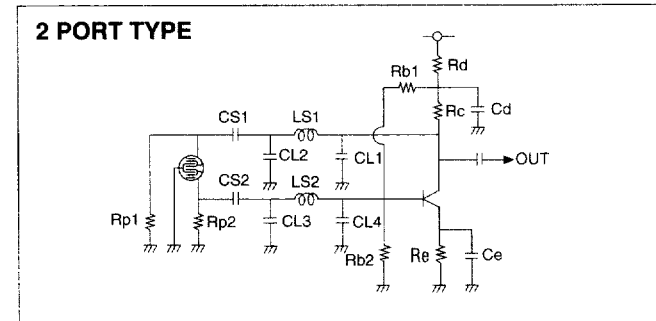 2 PORT TYPE
Rd
Rb1
Rc
Cd
CS1
LS1
CL2
CL1
OUT
CS2
LS2
Rp1
Rp2
CL3
CL4
Rb2
Re
Ce